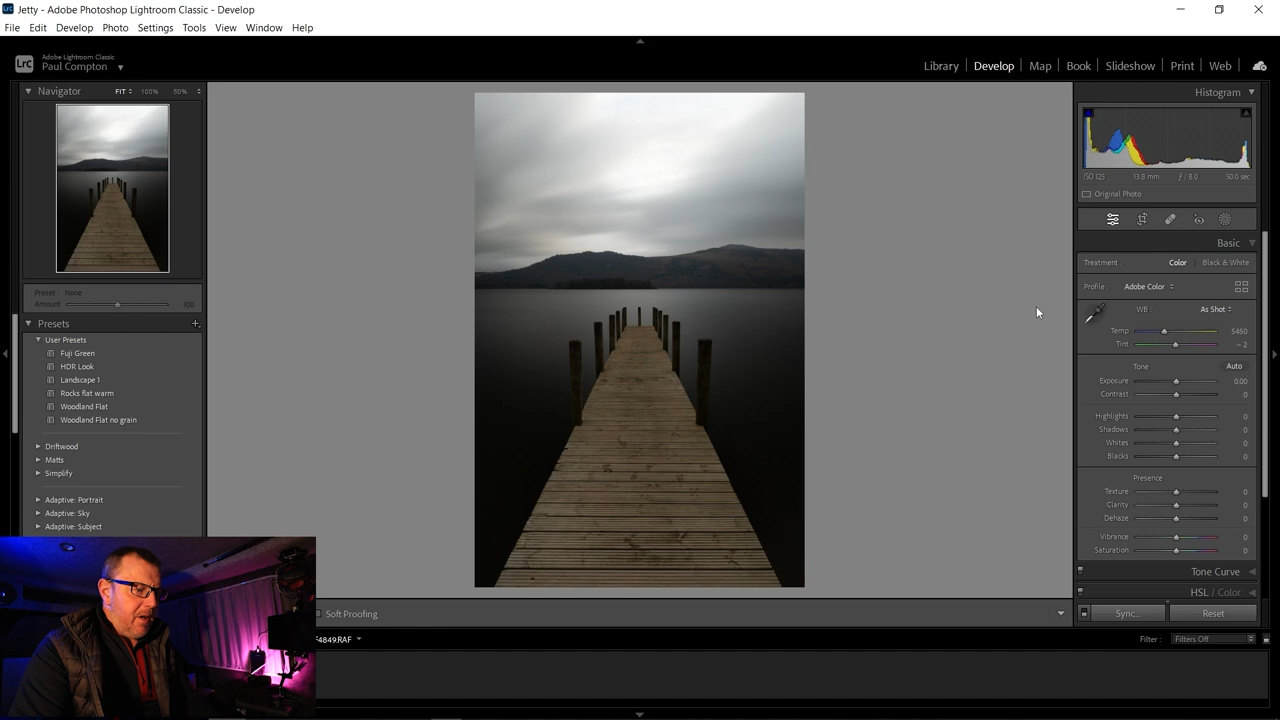 Jetty - Adobe Photoshop Lightroom Classic - Develop
File Edit Develop Photo Settings Tools View Window Help
Lrc
Adobe Lightroom Classic
Paul Compton
Library | Develop | Map | Book | Slideshow | Print | Web
Navigator FIT 100% 50%
Preset: None
Amount 100
Presets
User Presets
Fuji Green
HDR Look
Landscape 1
Rocks flat warm
Woodland Flat
Woodland Flat no grain
Driftwood
Matts
Simplify
Adaptive: Portrait
Adaptive: Sky
Adaptive: Subject
Soft Proofing
F4849.RAF
Filter: Filters Off
Histogram
ISO 125 13.8 mm ƒ / 8.0 50.0 sec
Original Photo
Basic
Treatment: Color Black & White
Profile: Adobe Color
WB: As Shot
Temp 5450
Tint - 2
Tone Auto
Exposure 0.00
Contrast 0
Highlights 0
Shadows 0
Whites 0
Blacks 0
Presence
Texture 0
Clarity 0
Dehaze 0
Vibrance 0
Saturation 0
Tone Curve
HSL / Color
Sync... Reset